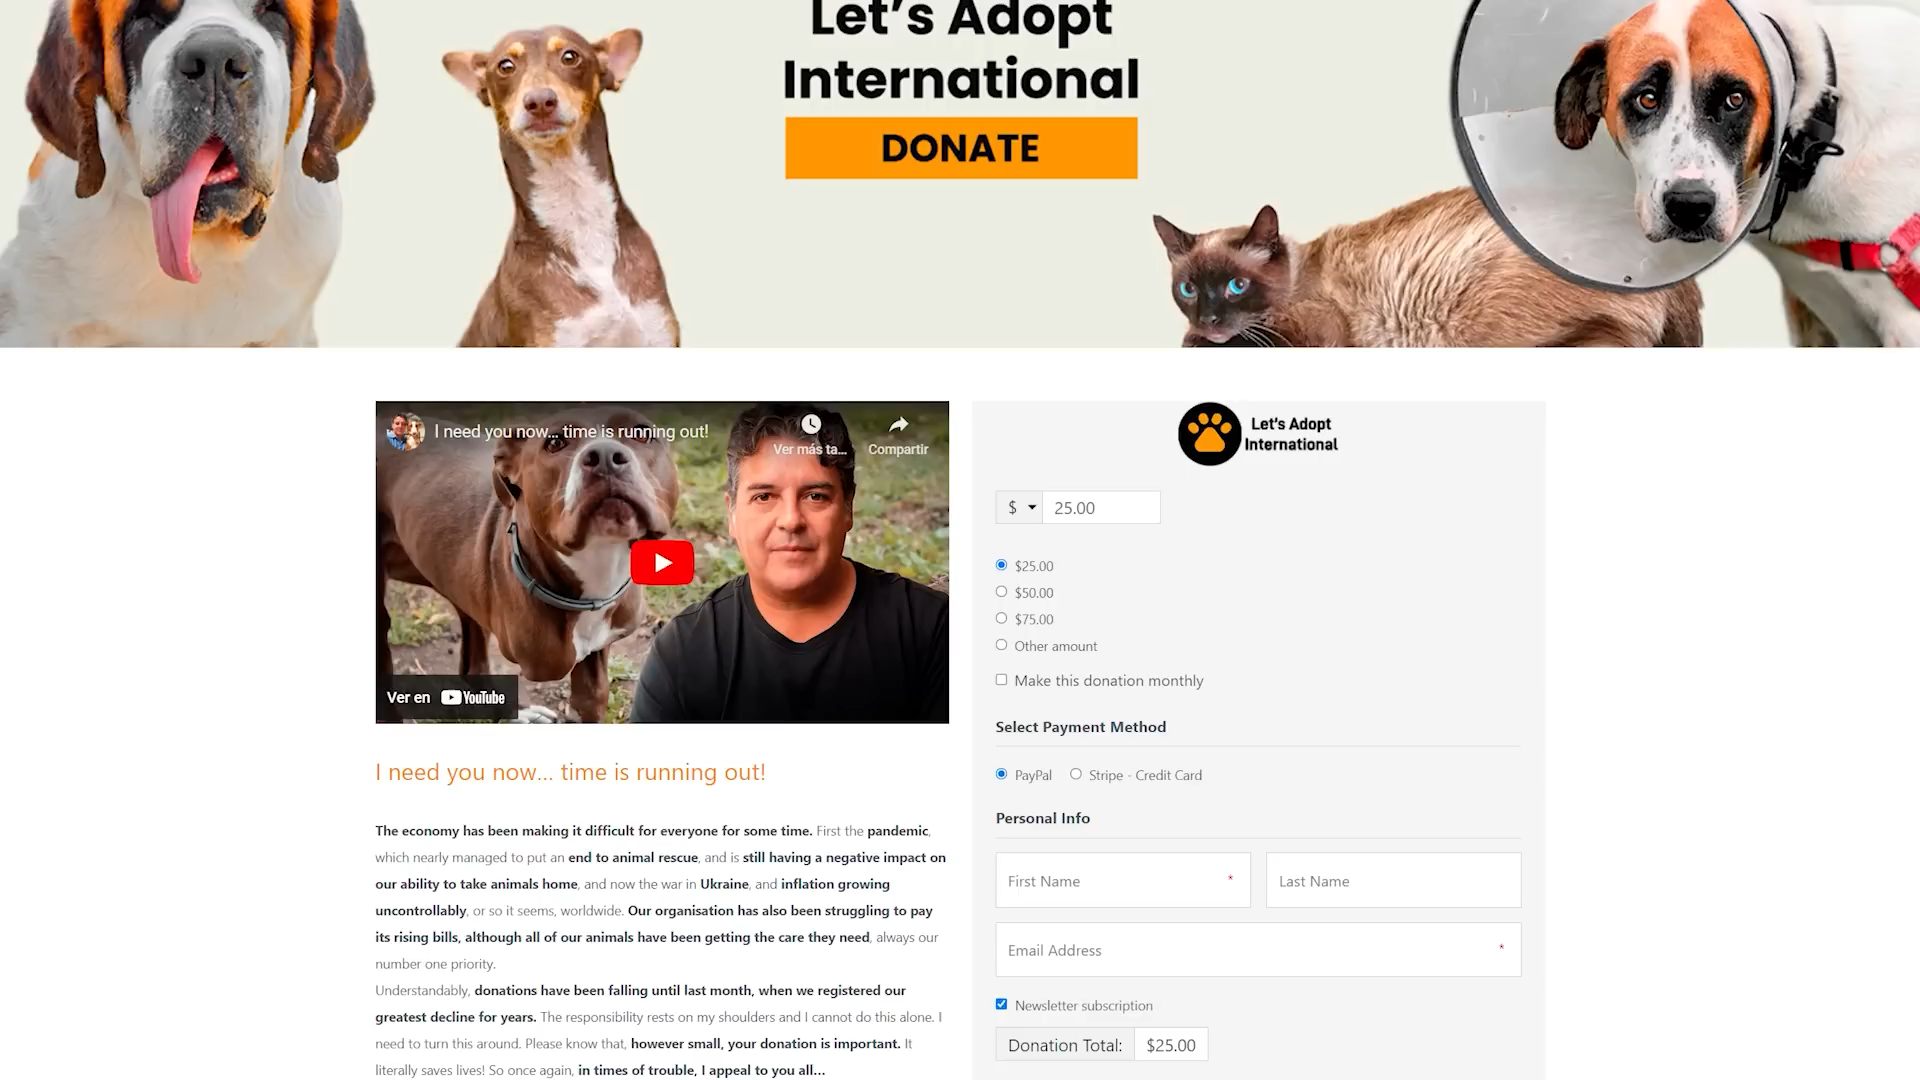 Let's Adopt
International
DONATE
I need you now... time is running out!
Ver más ta...
Compartir
Ver en YouTube
I need you now... time is running out!
The economy has been making it difficult for everyone for some time. First the pandemic,
which nearly managed to put an end to animal rescue, and is still having a negative impact on
our ability to take animals home, and now the war in Ukraine, and inflation growing
uncontrollably, or so it seems, worldwide. Our organisation has also been struggling to pay
its rising bills, although all of our animals have been getting the care they need, always our
number one priority.
Understandably, donations have been falling until last month, when we registered our
greatest decline for years. The responsibility rests on my shoulders and I cannot do this alone. I
need to turn this around. Please know that, however small, your donation is important. It
literally saves lives! So once again, in times of trouble, I appeal to you all...
Let's Adopt
International
$ 25.00
$25.00
$50.00
$75.00
Other amount
Make this donation monthly
Select Payment Method
PayPal Stripe - Credit Card
Personal Info
First Name * Last Name
Email Address *
Newsletter subscription
Donation Total: $25.00